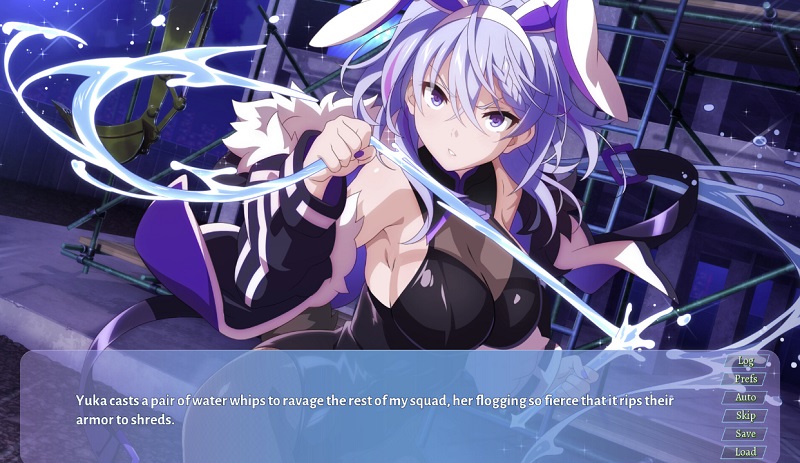 Yuka casts a pair of water whips to ravage the rest of my squad, her flogging so fierce that it rips their
armor to shreds.
Log
Prefs
Auto
Skip
Save
Load